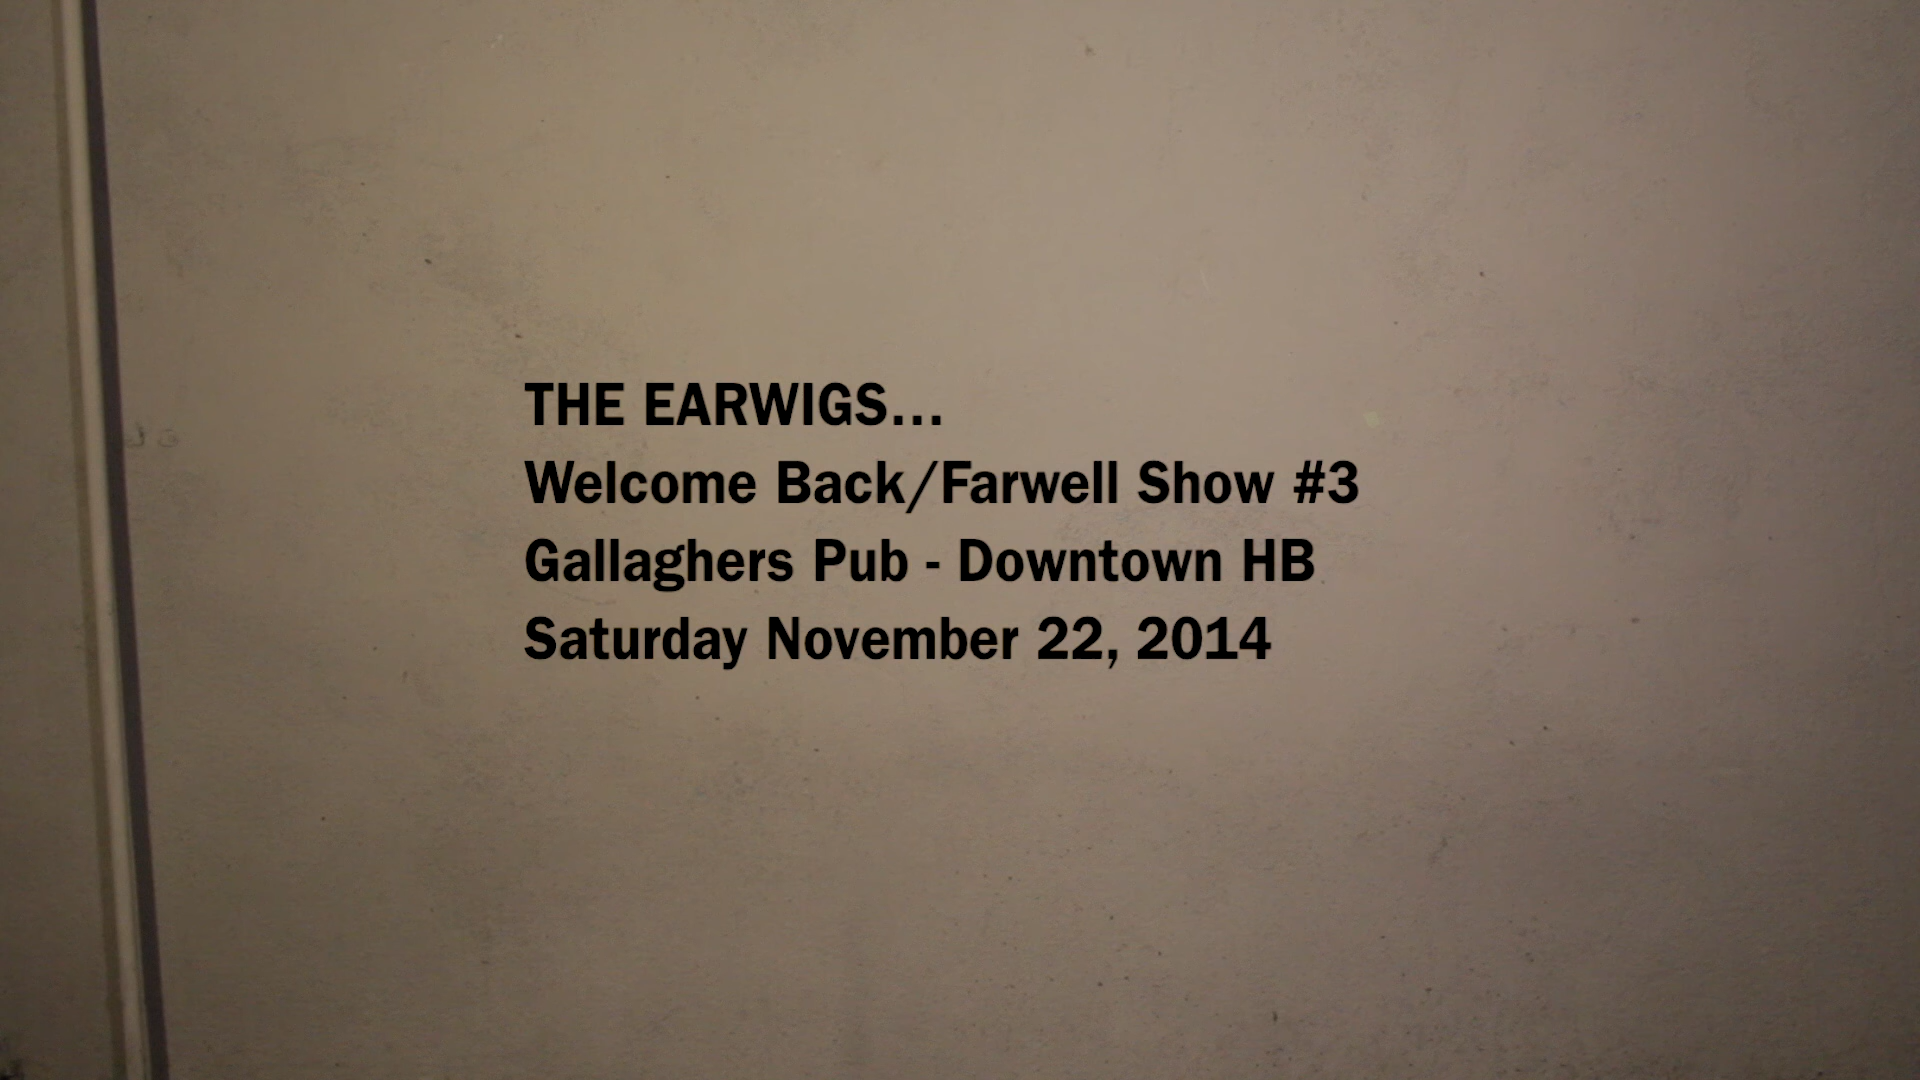 THE EARWIGS...
Welcome Back/Farwell Show #3
Gallaghers Pub - Downtown HB
Saturday November 22, 2014